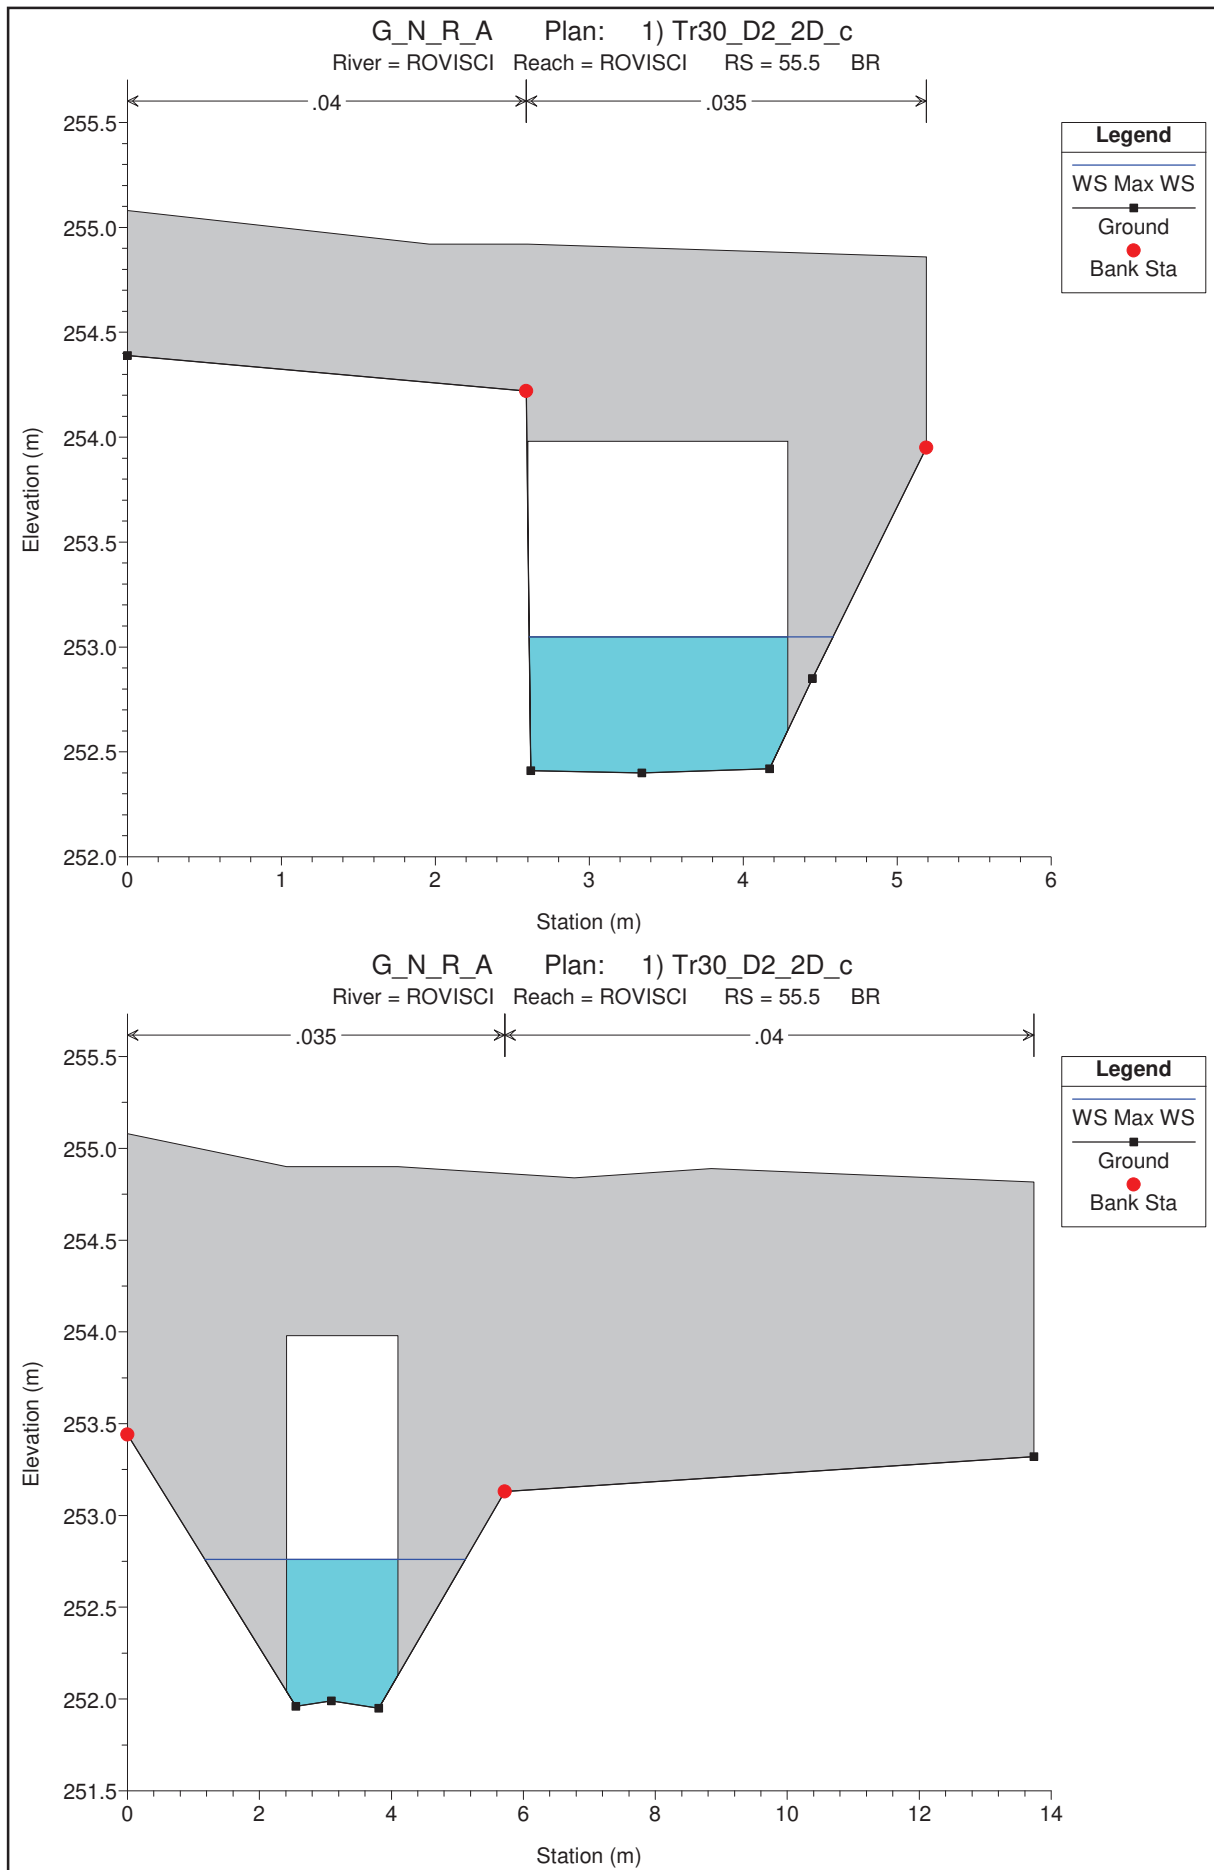 G_N_R_A Plan: 1) Tr30_D2_2D_c
River = ROVISCI Reach = ROVISCI RS = 55.5 BR
.04 .035
255.5
255.0
254.5
254.0
253.5
253.0
252.5
252.0
Elevation (m)
0 1 2 3 4 5 6
Station (m)
Legend
WS Max WS
Ground
Bank Sta
G_N_R_A Plan: 1) Tr30_D2_2D_c
River = ROVISCI Reach = ROVISCI RS = 55.5 BR
.035 .04
255.5
255.0
254.5
254.0
253.5
253.0
252.5
252.0
251.5
Elevation (m)
0 2 4 6 8 10 12 14
Station (m)
Legend
WS Max WS
Ground
Bank Sta